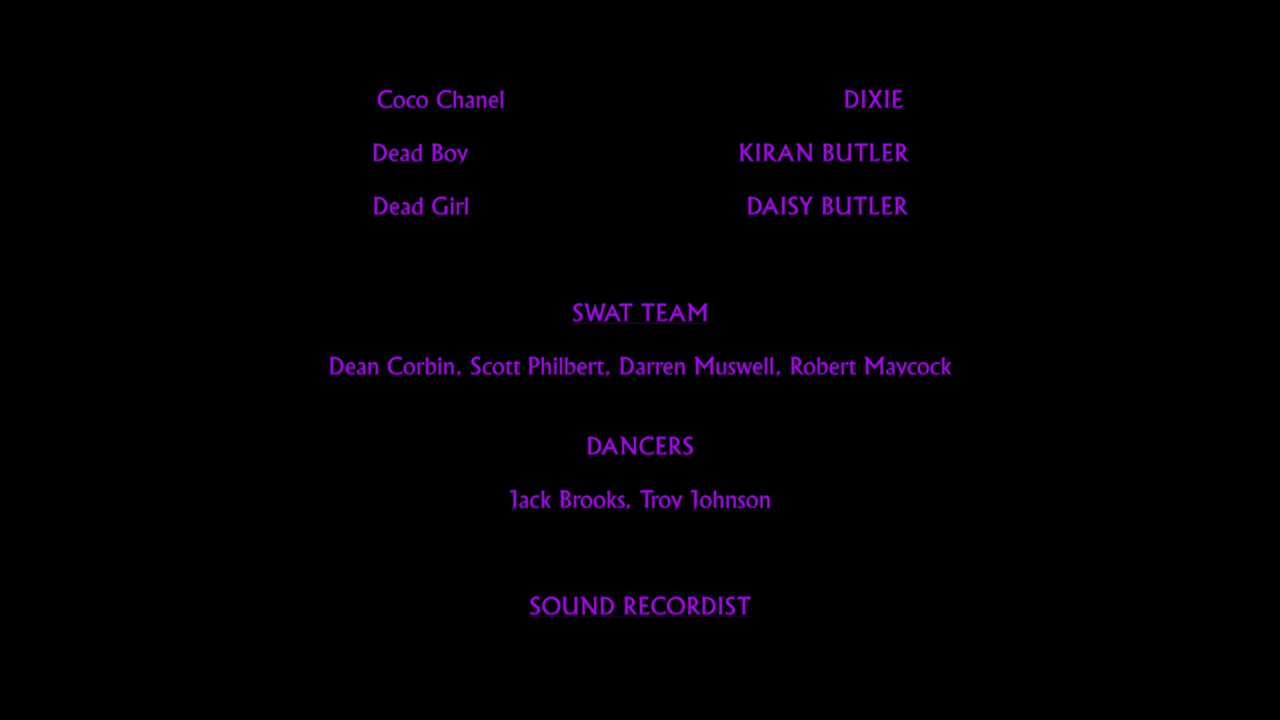 Coco Chanel DIXIE
Dead Boy KIRAN BUTLER
Dead Girl DAISY BUTLER
SWAT TEAM
Dean Corbin, Scott Philbert, Darren Muswell, Robert Maycock
DANCERS
Jack Brooks, Troy Johnson
SOUND RECORDIST